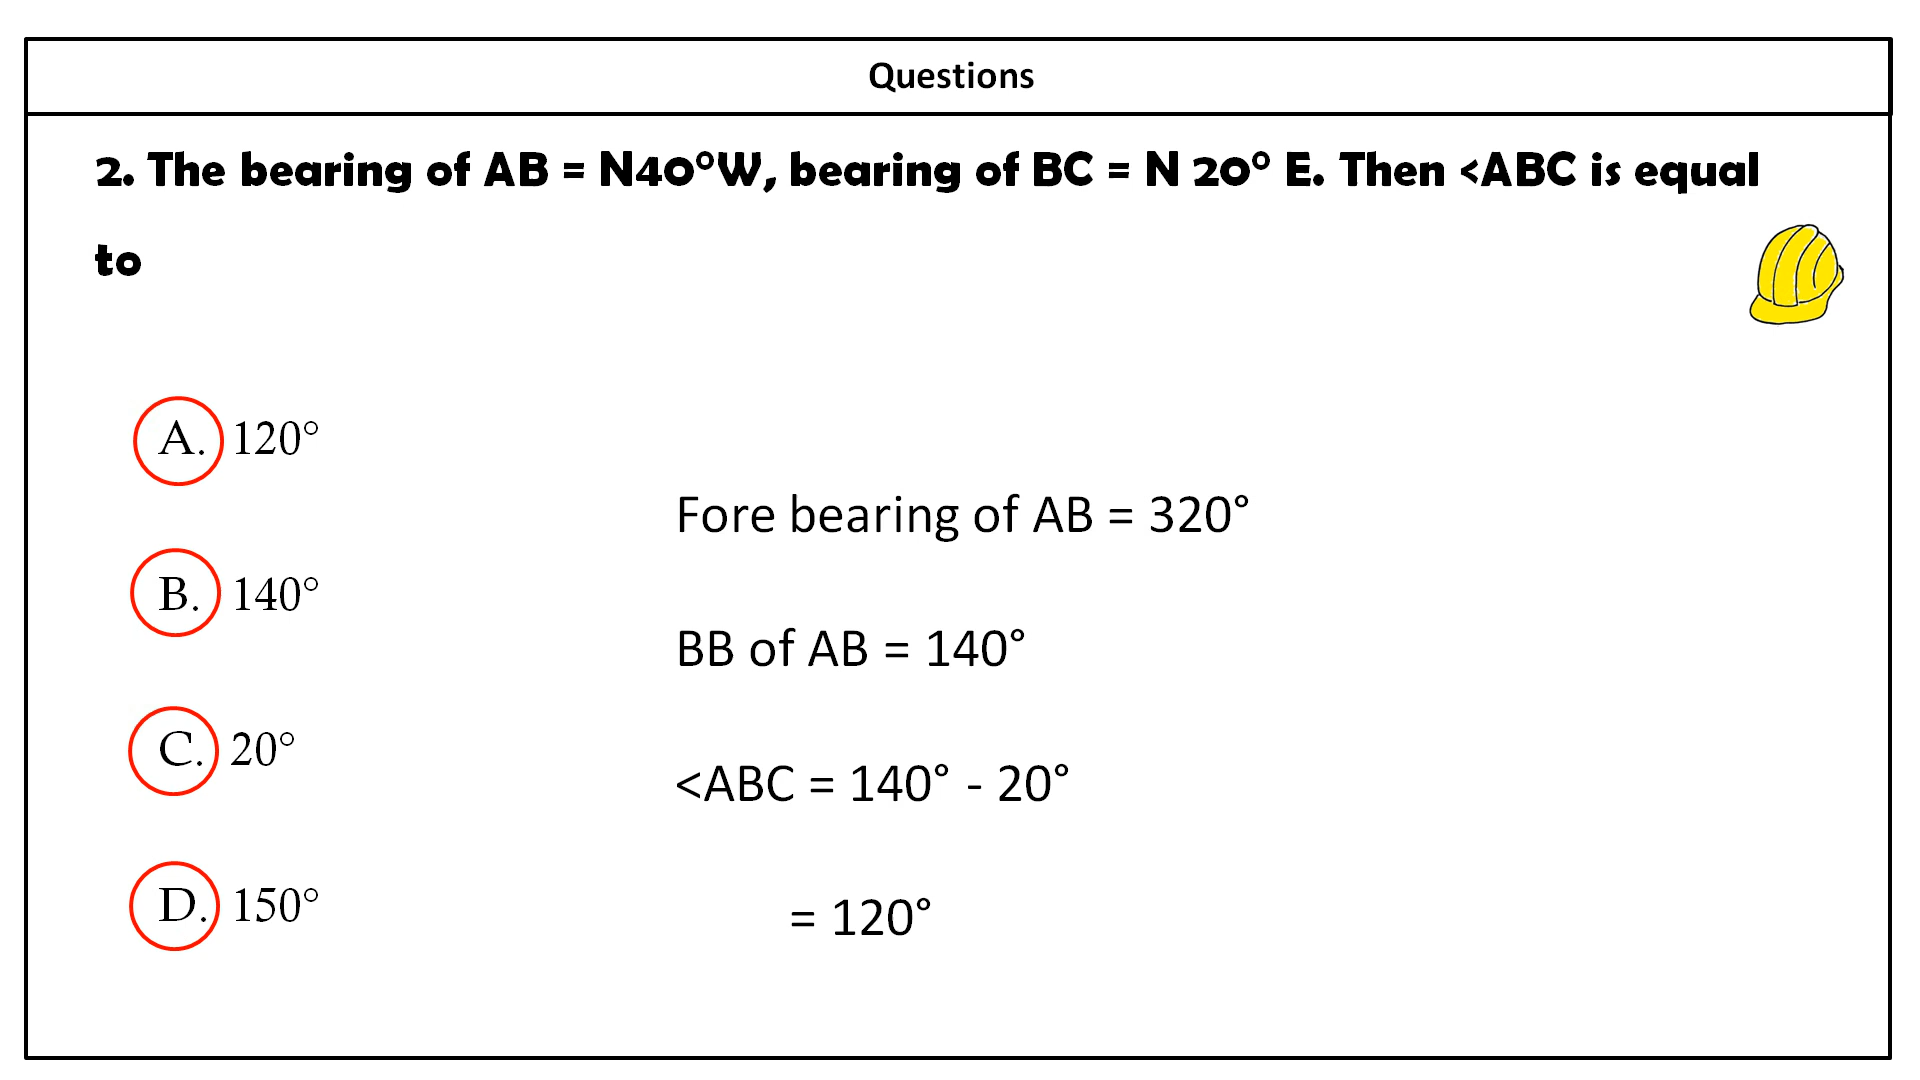 Questions
2. The bearing of AB = N40°W, bearing of BC = N 20° E. Then <ABC is equal
to
A. 120°
B. 140°
C. 20°
D. 150°
Fore bearing of AB = 320°
BB of AB = 140°
<ABC = 140° - 20°
= 120°